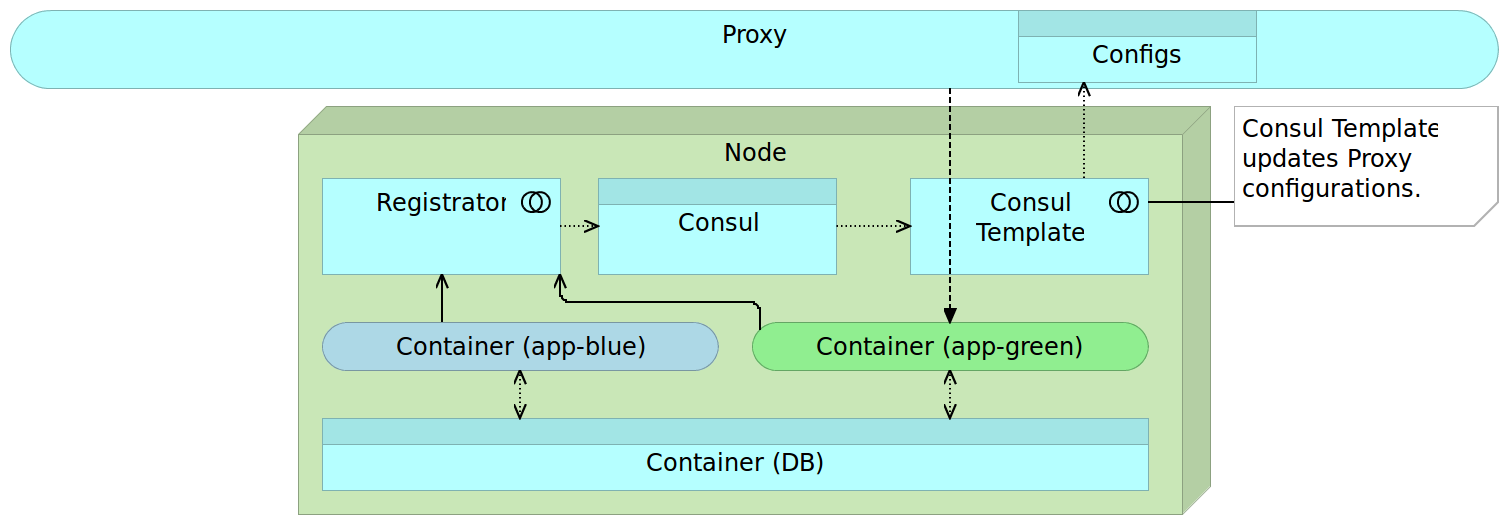 Proxy
Configs
Node
Consul Template
updates Proxy
configurations.
Registrator
Consul
Consul
Template
Container (app-blue)
Container (app-green)
Container (DB)